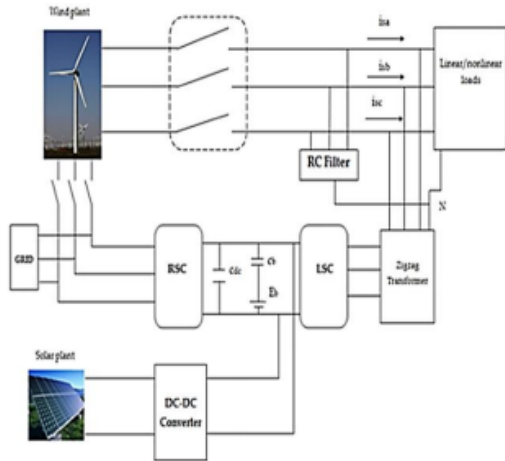 Wind plant
isa
isb
isc
Linear/nonlinear
loads
RC Filter
N
GRID
RSC
Cdc
Cb
Eb
LSC
Zigzag
Transformer
Solar plant
DC-DC
Converter